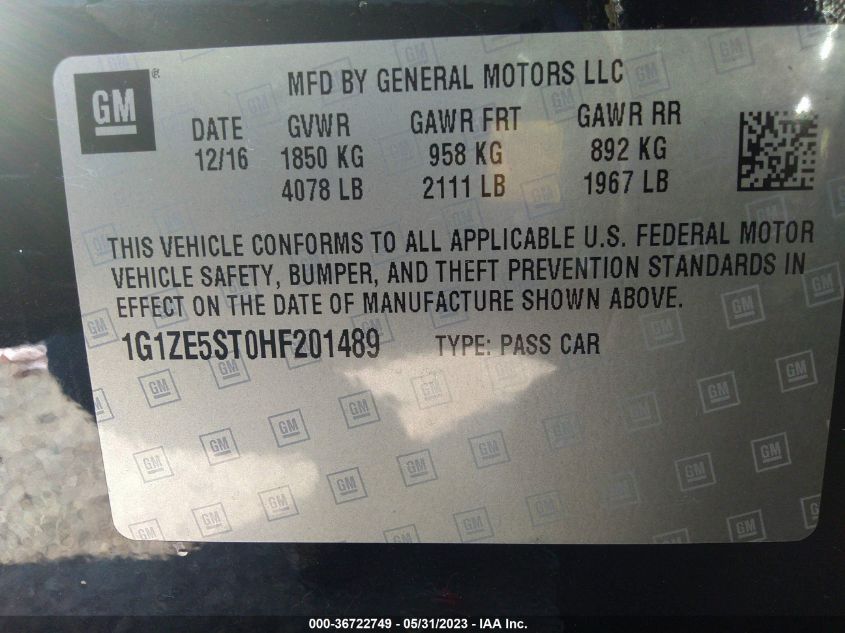 GM ®
MFD BY GENERAL MOTORS LLC
DATE GVWR GAWR FRT GAWR RR
12/16 1850 KG 958 KG 892 KG
4078 LB 2111 LB 1967 LB
THIS VEHICLE CONFORMS TO ALL APPLICABLE U.S. FEDERAL MOTOR
VEHICLE SAFETY, BUMPER, AND THEFT PREVENTION STANDARDS IN
EFFECT ON THE DATE OF MANUFACTURE SHOWN ABOVE.
1G1ZE5ST0HF201489 TYPE: PASS CAR
000-36722749 - 05/31/2023 - IAA Inc.